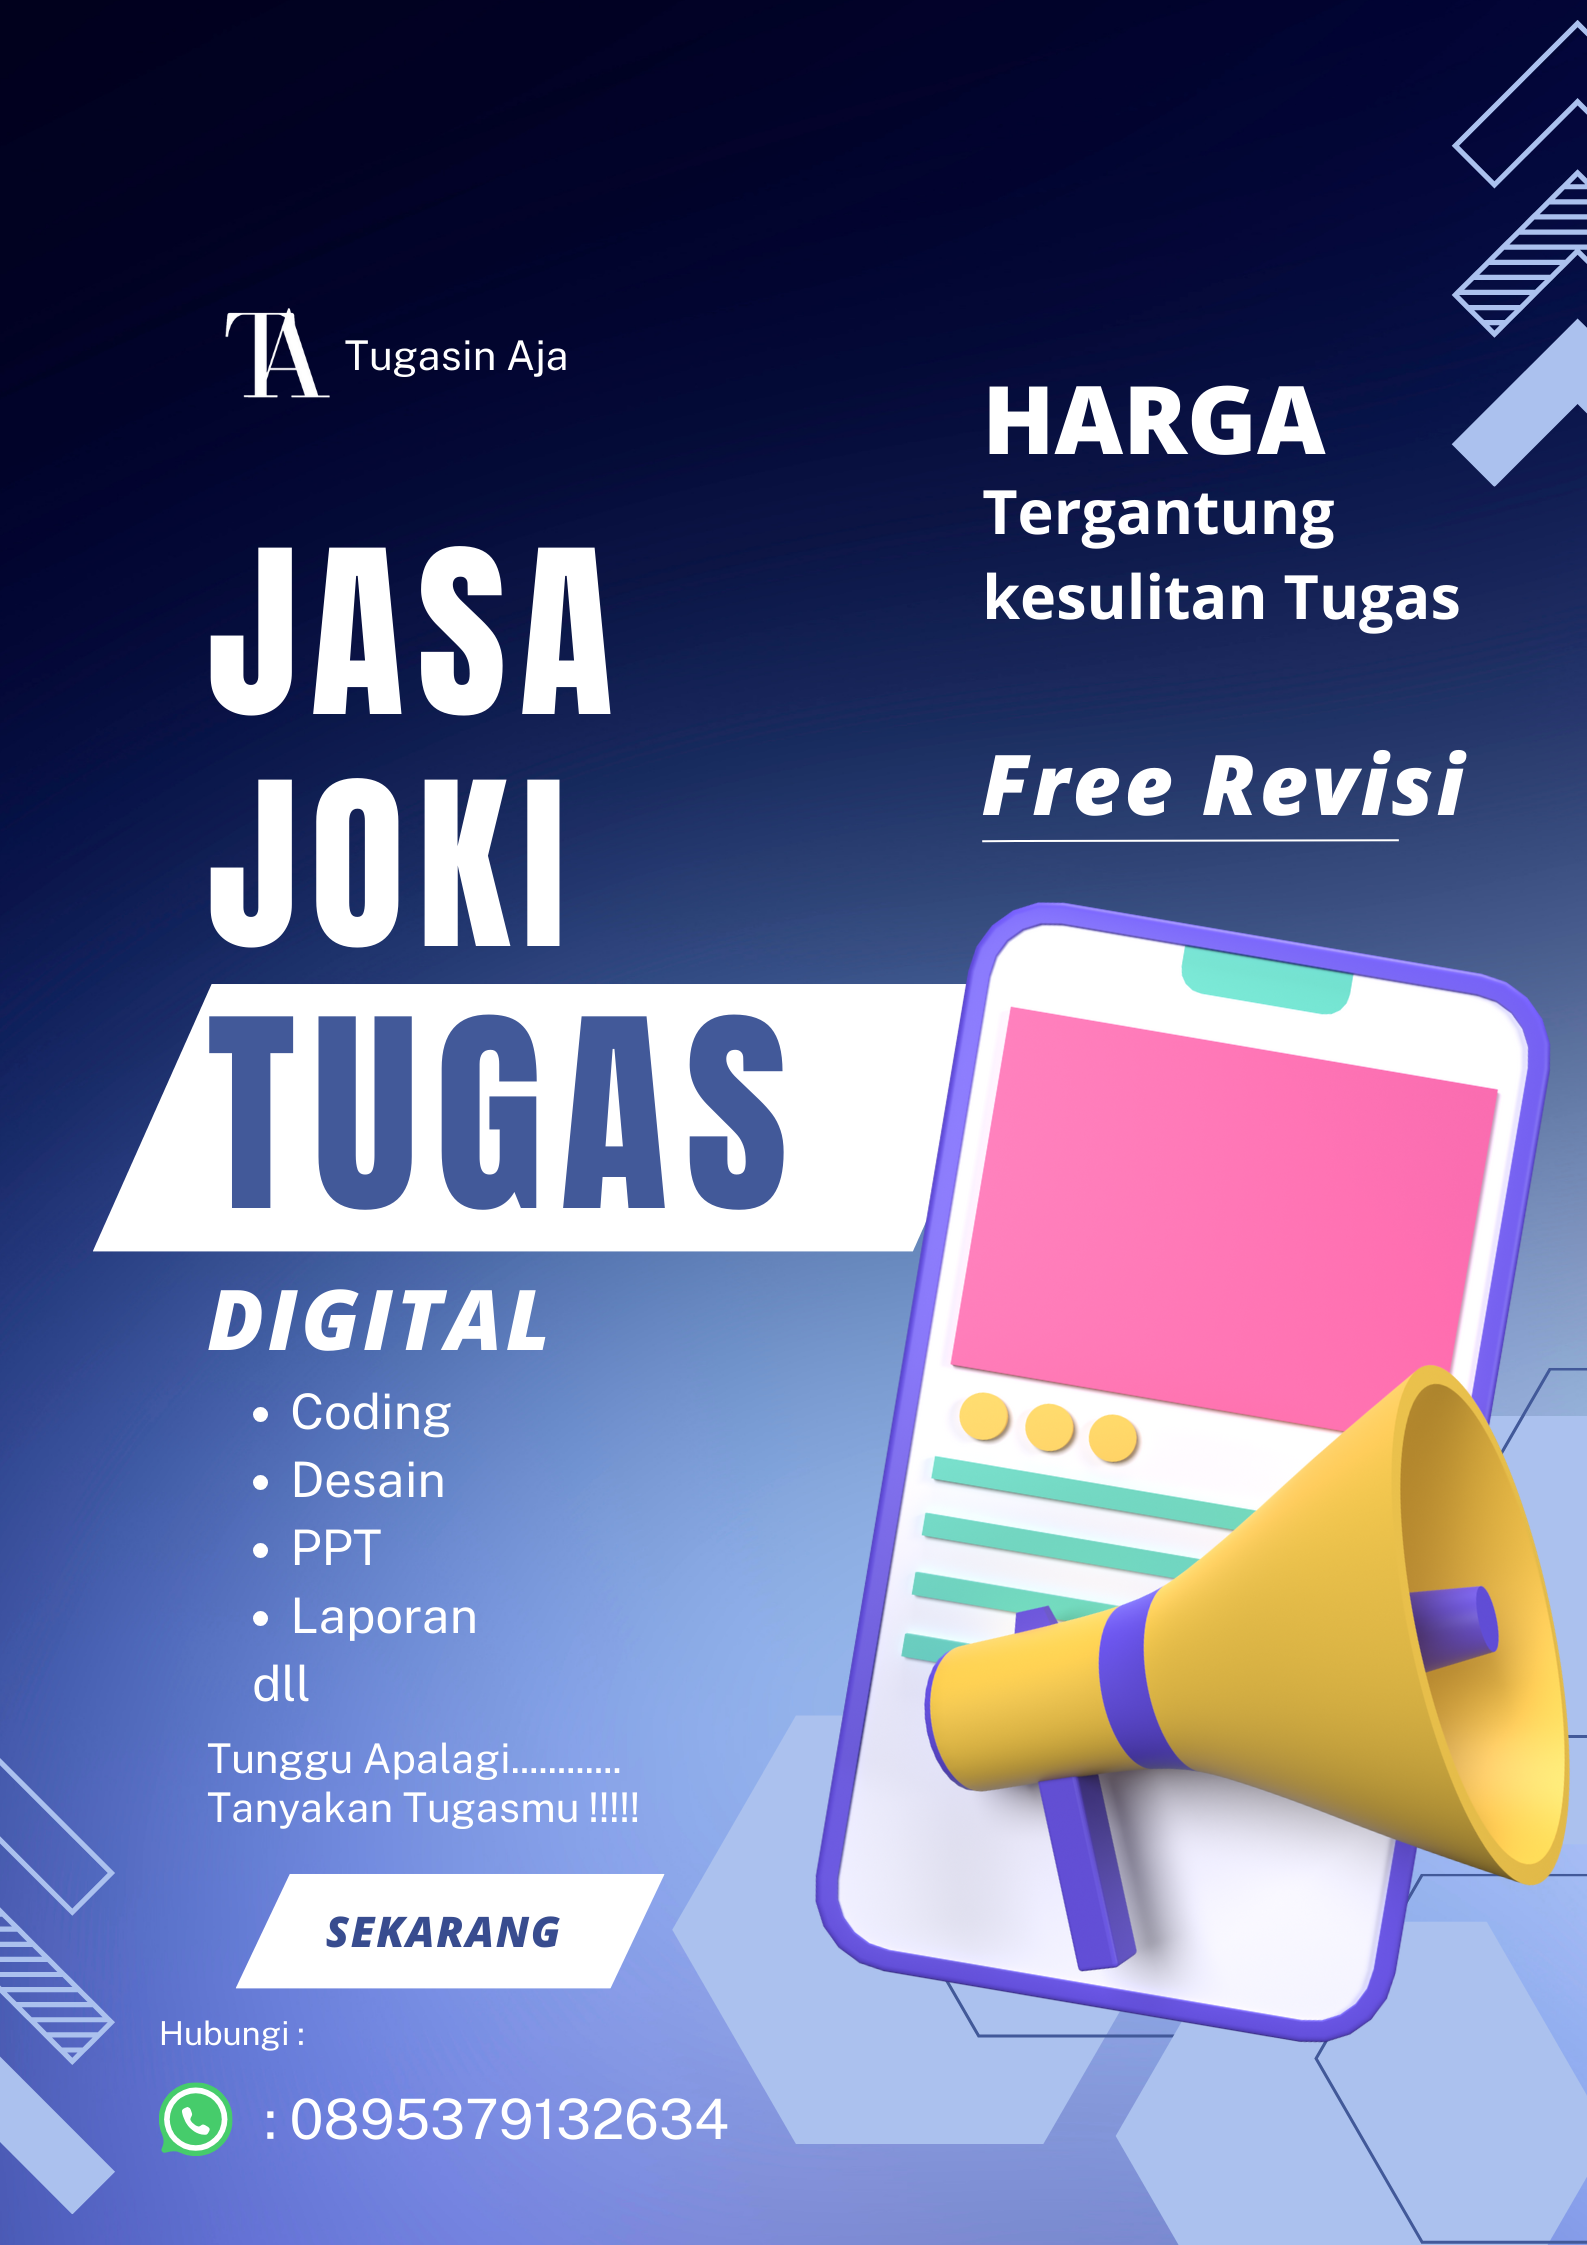 TA Tugasin Aja
JASA
JOKI
TUGAS
DIGITAL
• Coding
• Desain
• PPT
• Laporan
dll
Tunggu Apalagi............
Tanyakan Tugasmu !!!!!
SEKARANG
Hubungi :
: 0895379132634
HARGA
Tergantung
kesulitan Tugas
Free Revisi